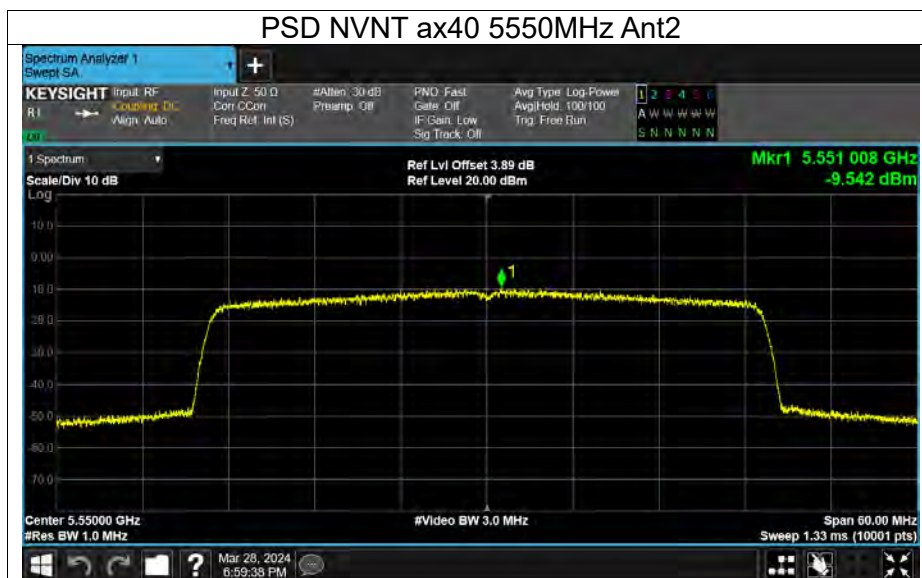 PSD NVNT ax40 5550MHz Ant2
Spectrum Analyzer 1
Swept SA
+
KEYSIGHT Input: RF
Coupling: DC
Align: Auto
Input Z: 50 Ω
Corr CCorr
Freq Ref: Int (S)
#Atten: 30 dB
Preamp: Off
PNO: Fast
Gate: Off
IF Gain: Low
Sig Track: Off
Avg Type: Log-Power
Avg|Hold: 100/100
Trig: Free Run
1 2 3 4 5 6
A W W W W W
S N N N N N
1 Spectrum
Scale/Div 10 dB
Log
Ref Lvl Offset 3.89 dB
Ref Level 20.00 dBm
Mkr1 5.551 008 GHz
-9.542 dBm
10.0
0.00
-10.0
-20.0
-30.0
-40.0
-50.0
-60.0
-70.0
1
Center 5.55000 GHz
#Res BW 1.0 MHz
#Video BW 3.0 MHz
Span 60.00 MHz
Sweep 1.33 ms (10001 pts)
?
Mar 28, 2024
6:59:38 PM